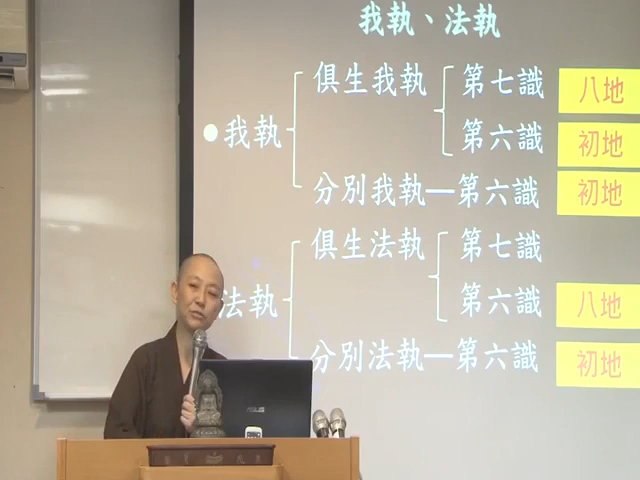 我執、法執
俱生我執 第七識 八地
●我執 第六識 初地
分別我執—第六識 初地
俱生法執 第七識
法執 第六識 八地
分別法執—第六識 初地
ASUS